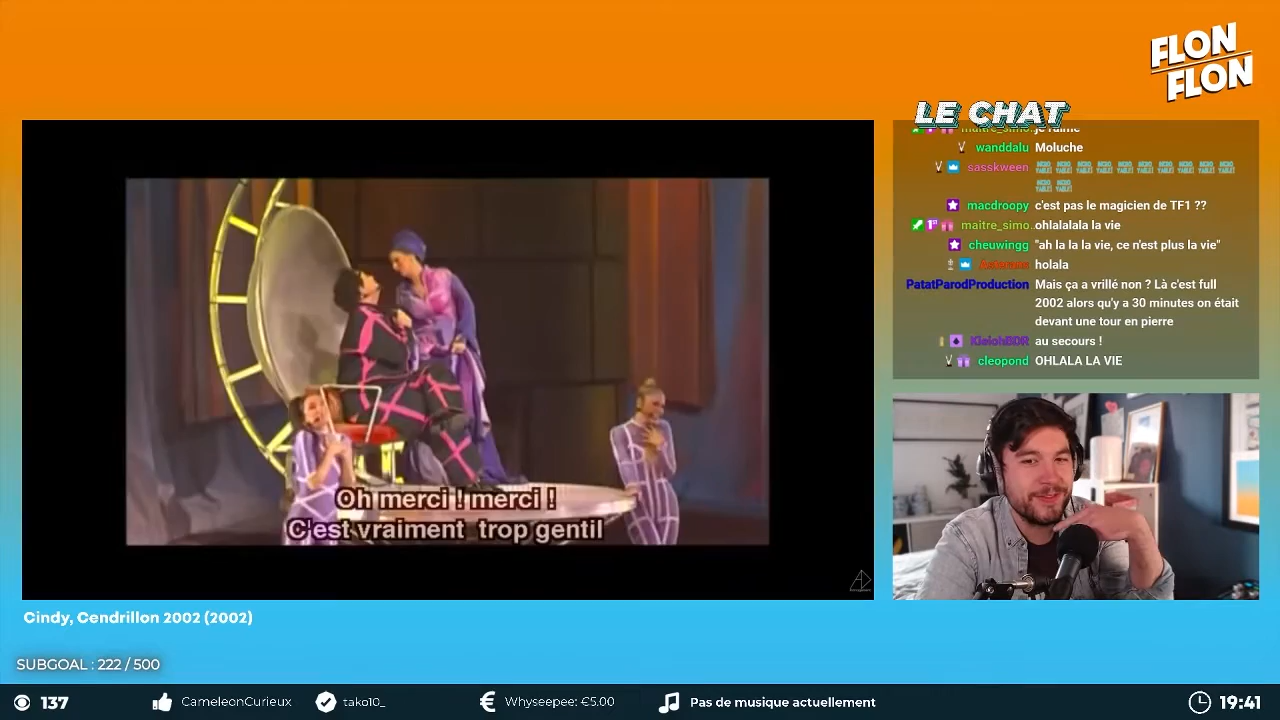 FLON
FLON
LE CHAT
maitre_simo.. je l'aime
wanddalu Moluche
sasskween
macdroopy c'est pas le magicien de TF1 ??
maitre_simo.. ohlalalala la vie
cheuwingg "ah la la la vie, ce n'est plus la vie"
Asteruns holala
PatatParodProduction Mais ça a vrillé non ? Là c'est full
2002 alors qu'y a 30 minutes on était
devant une tour en pierre
au secours !
cleopond OHLALA LA VIE
Oh merci ! merci !
C'est vraiment trop gentil
Cindy, Cendrillon 2002 (2002)
SUBGOAL : 222 / 500
137
CameleonCurieux
tako10_
€ Whyseepee: €5.00
Pas de musique actuellement
19:41